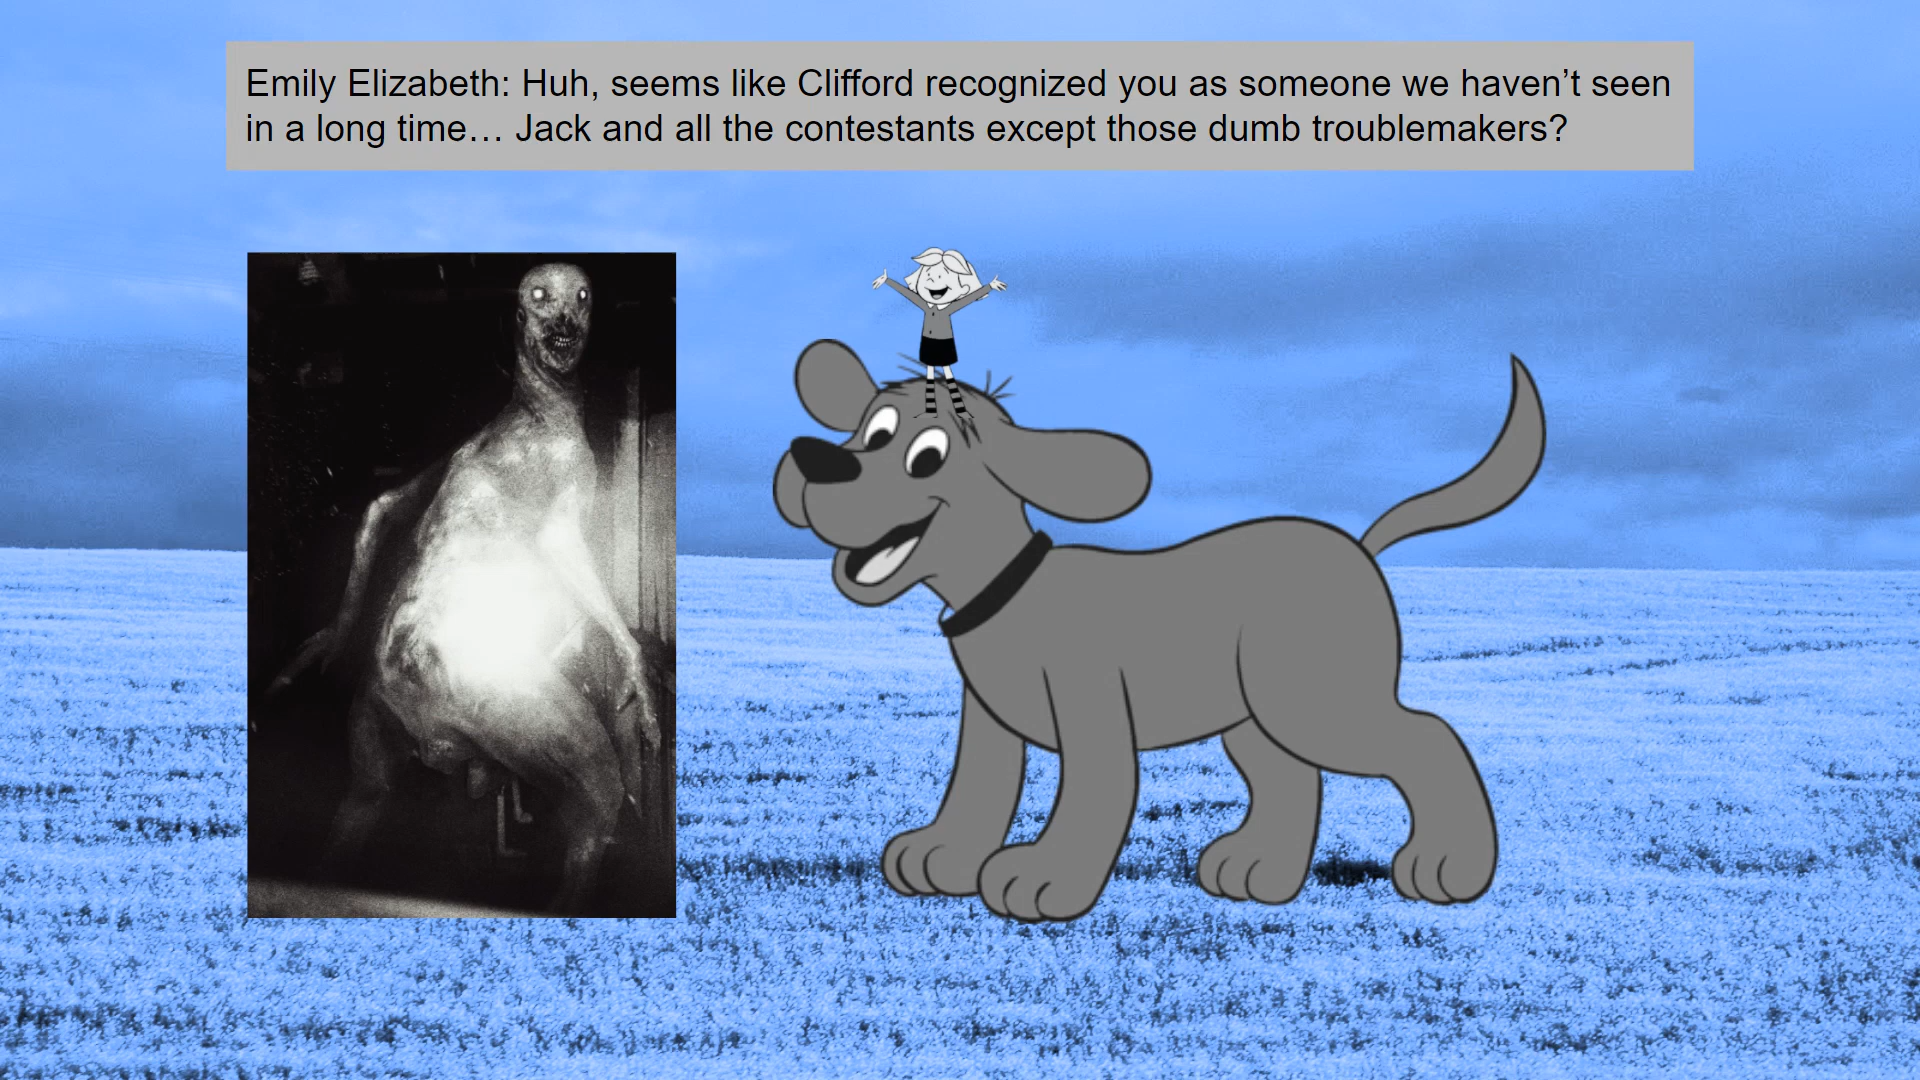 Emily Elizabeth: Huh, seems like Clifford recognized you as someone we haven’t seen
in a long time… Jack and all the contestants except those dumb troublemakers?